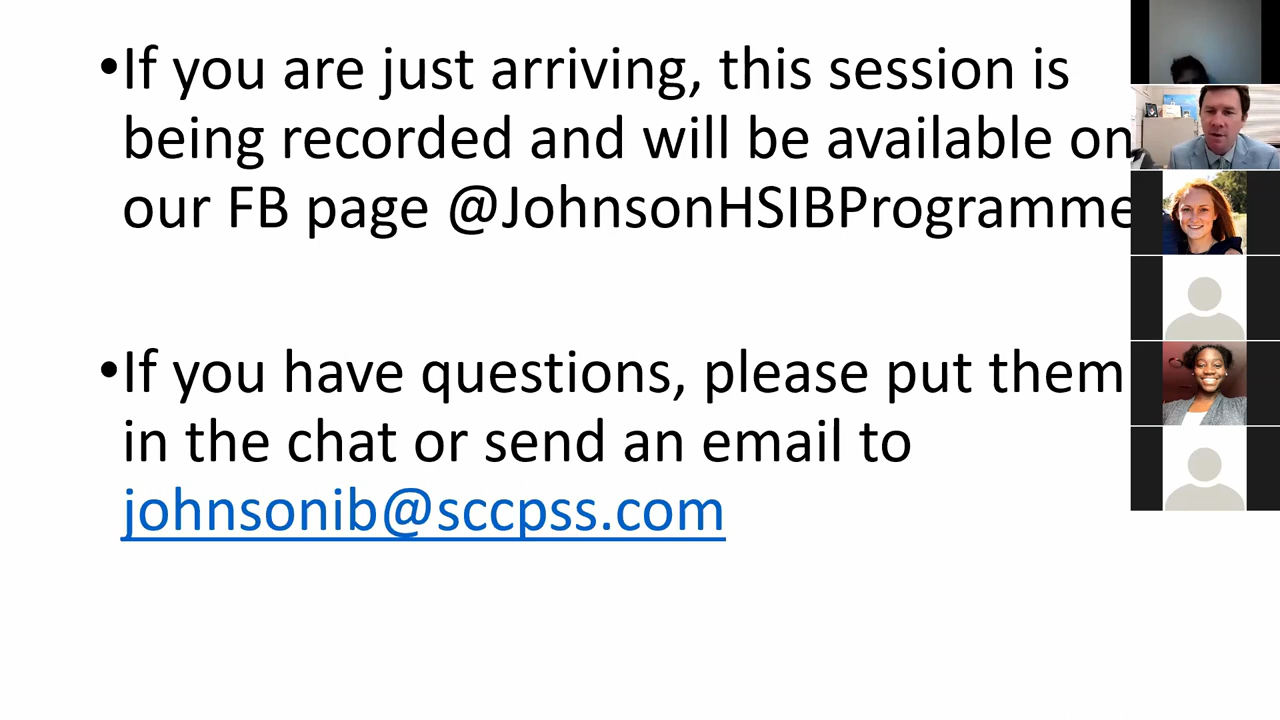 •If you are just arriving, this session is
being recorded and will be available on
our FB page @JohnsonHSIBProgramme
•If you have questions, please put them
in the chat or send an email to
johnsonib@sccpss.com